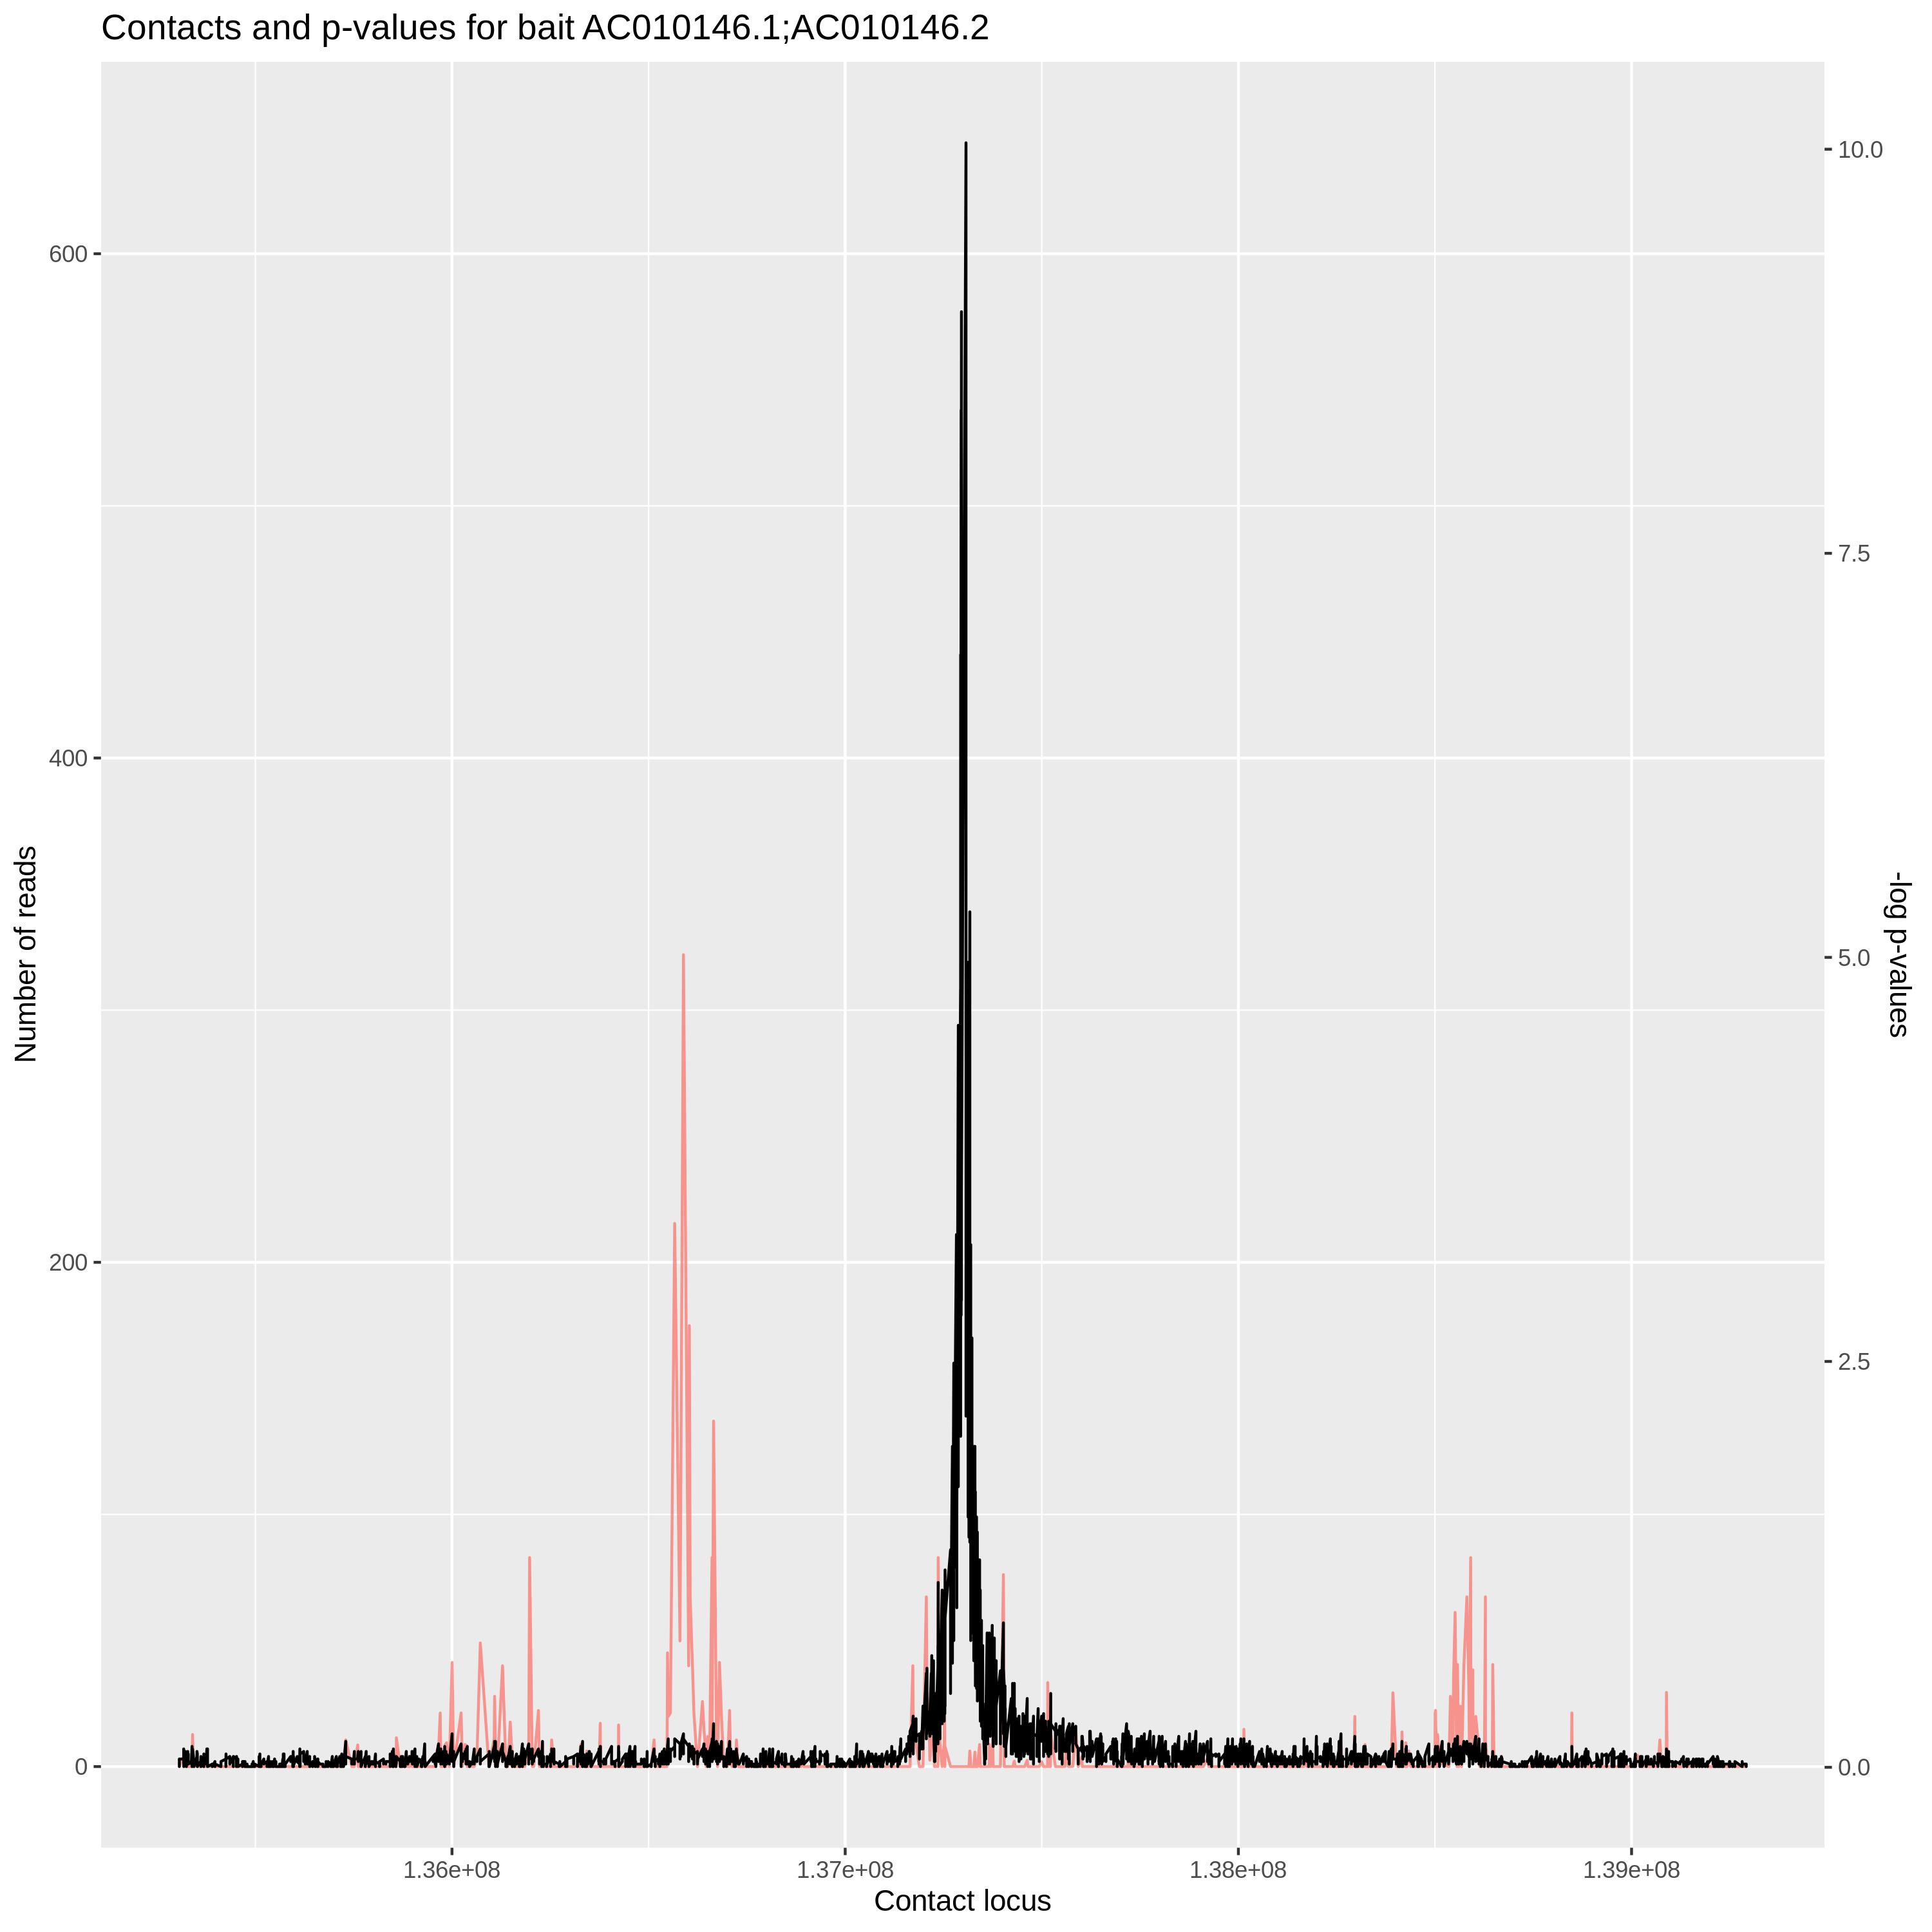 Contacts and p-values for bait AC010146.1;AC010146.2
10.0
600
7.5
400
Number of reads
-log p-values
5.0
200
2.5
0
0.0
1.36e+08
1.37e+08
1.38e+08
1.39e+08
Contact locus